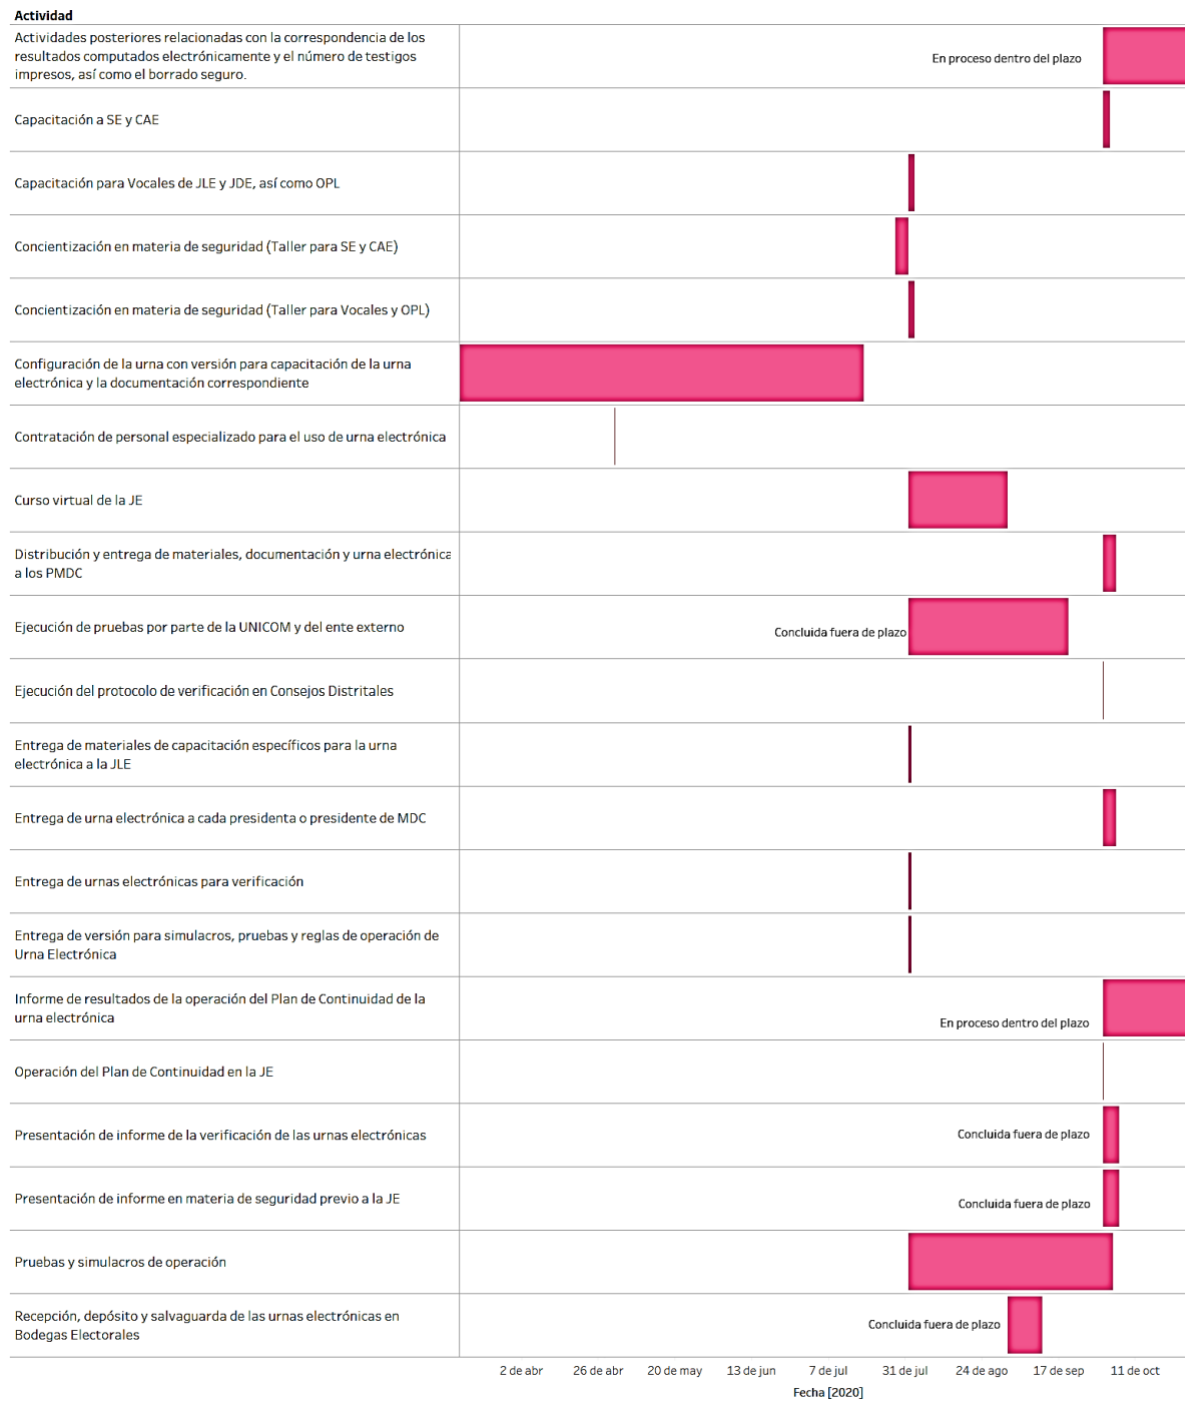 Actividad
Actividades posteriores relacionadas con la correspondencia de los
resultados computados electrónicamente y el número de testigos
impresos, así como el borrado seguro.
En proceso dentro del plazo
Capacitación a SE y CAE
Capacitación para Vocales de JLE y JDE, así como OPL
Concientización en materia de seguridad (Taller para SE y CAE)
Concientización en materia de seguridad (Taller para Vocales y OPL)
Configuración de la urna con versión para capacitación de la urna
electrónica y la documentación correspondiente
Contratación de personal especializado para el uso de urna electrónica
Curso virtual de la JE
Distribución y entrega de materiales, documentación y urna electrónica
a los PMDC
Ejecución de pruebas por parte de la UNICOM y del ente externo
Concluida fuera de plazo
Ejecución del protocolo de verificación en Consejos Distritales
Entrega de materiales de capacitación específicos para la urna
electrónica a la JLE
Entrega de urna electrónica a cada presidenta o presidente de MDC
Entrega de urnas electrónicas para verificación
Entrega de versión para simulacros, pruebas y reglas de operación de
Urna Electrónica
Informe de resultados de la operación del Plan de Continuidad de la
urna electrónica
En proceso dentro del plazo
Operación del Plan de Continuidad en la JE
Presentación de informe de la verificación de las urnas electrónicas
Concluida fuera de plazo
Presentación de informe en materia de seguridad previo a la JE
Concluida fuera de plazo
Pruebas y simulacros de operación
Recepción, depósito y salvaguarda de las urnas electrónicas en
Bodegas Electorales
Concluida fuera de plazo
2 de abr 26 de abr 20 de may 13 de jun 7 de jul 31 de jul 24 de ago 17 de sep 11 de oct
Fecha [2020]